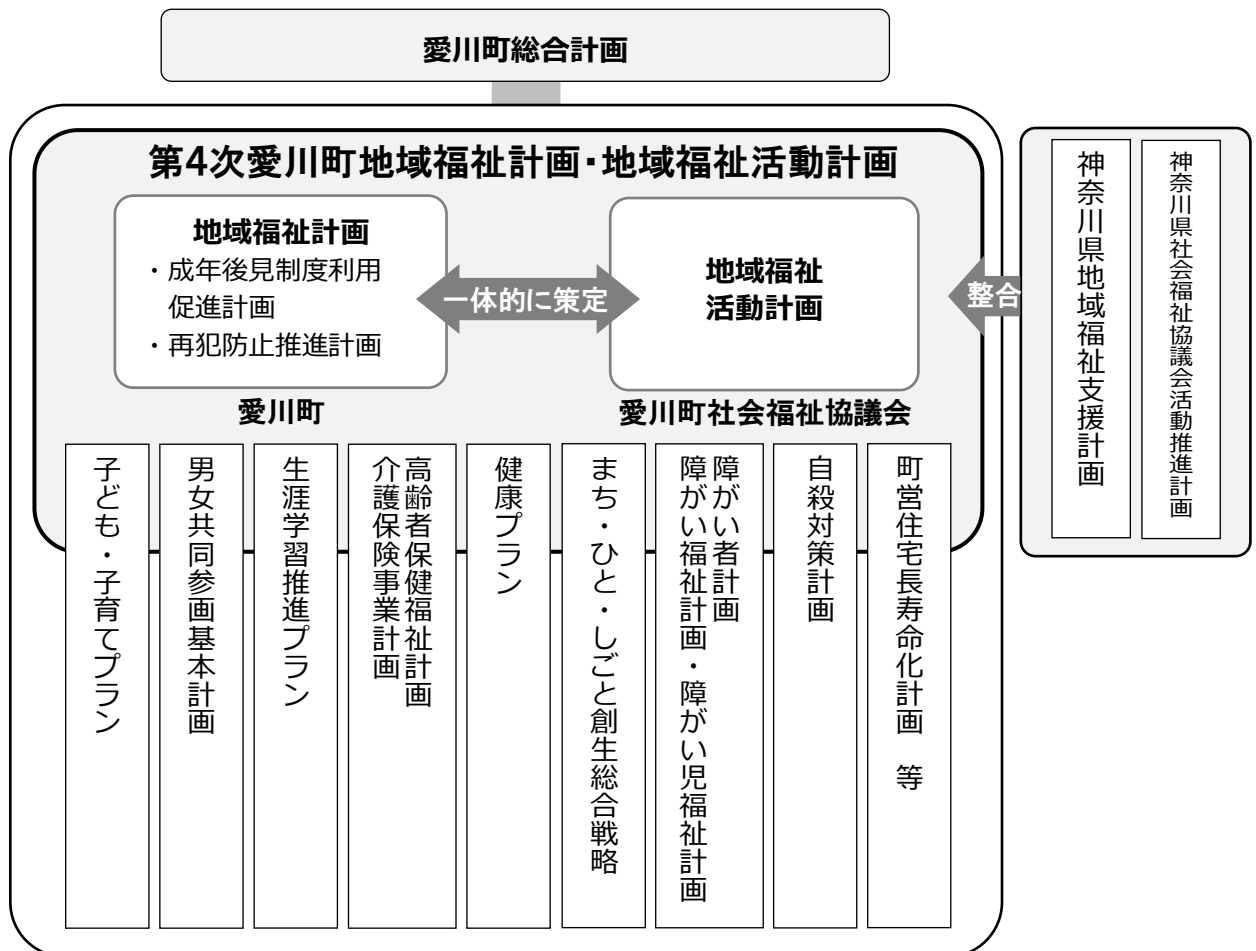 愛川町総合計画
第4次愛川町地域福祉計画・地域福祉活動計画
地域福祉計画
・成年後見制度利用
促進計画
・再犯防止推進計画
一体的に策定
地域福祉
活動計画
愛川町
愛川町社会福祉協議会
整合
神奈川県地域福祉支援計画
神奈川県社会福祉協議会活動推進計画
子ども・子育てプラン
男女共同参画基本計画
生涯学習推進プラン
高齢者保健福祉計画
介護保険事業計画
健康プラン
まち・ひと・しごと創生総合戦略
障がい者計画
障がい福祉計画・障がい児福祉計画
自殺対策計画
町営住宅長寿命化計画 等